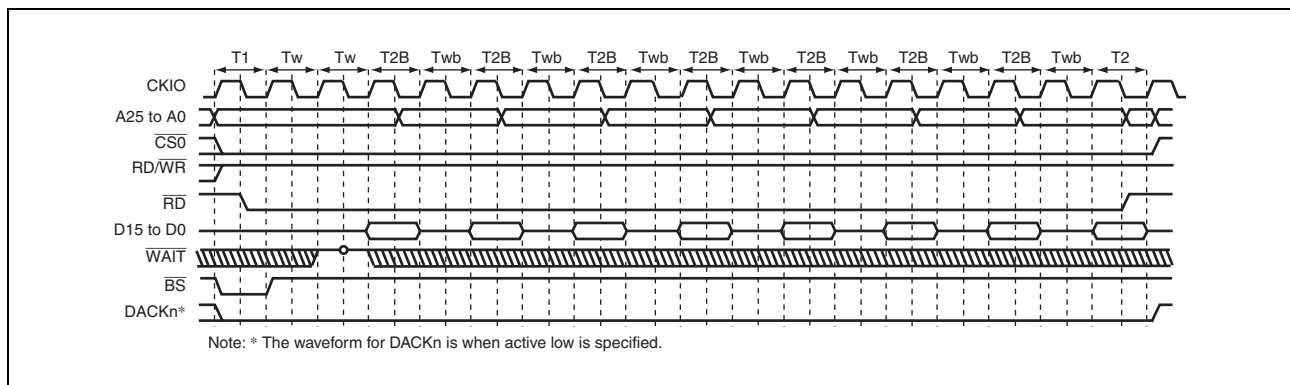 T1 Tw Tw T2B Twb T2B Twb T2B Twb T2B Twb T2B Twb T2B Twb T2B Twb T2
CKIO
A25 to A0
CS0
RD/WR
RD
D15 to D0
WAIT
BS
DACKn*
Note: * The waveform for DACKn is when active low is specified.